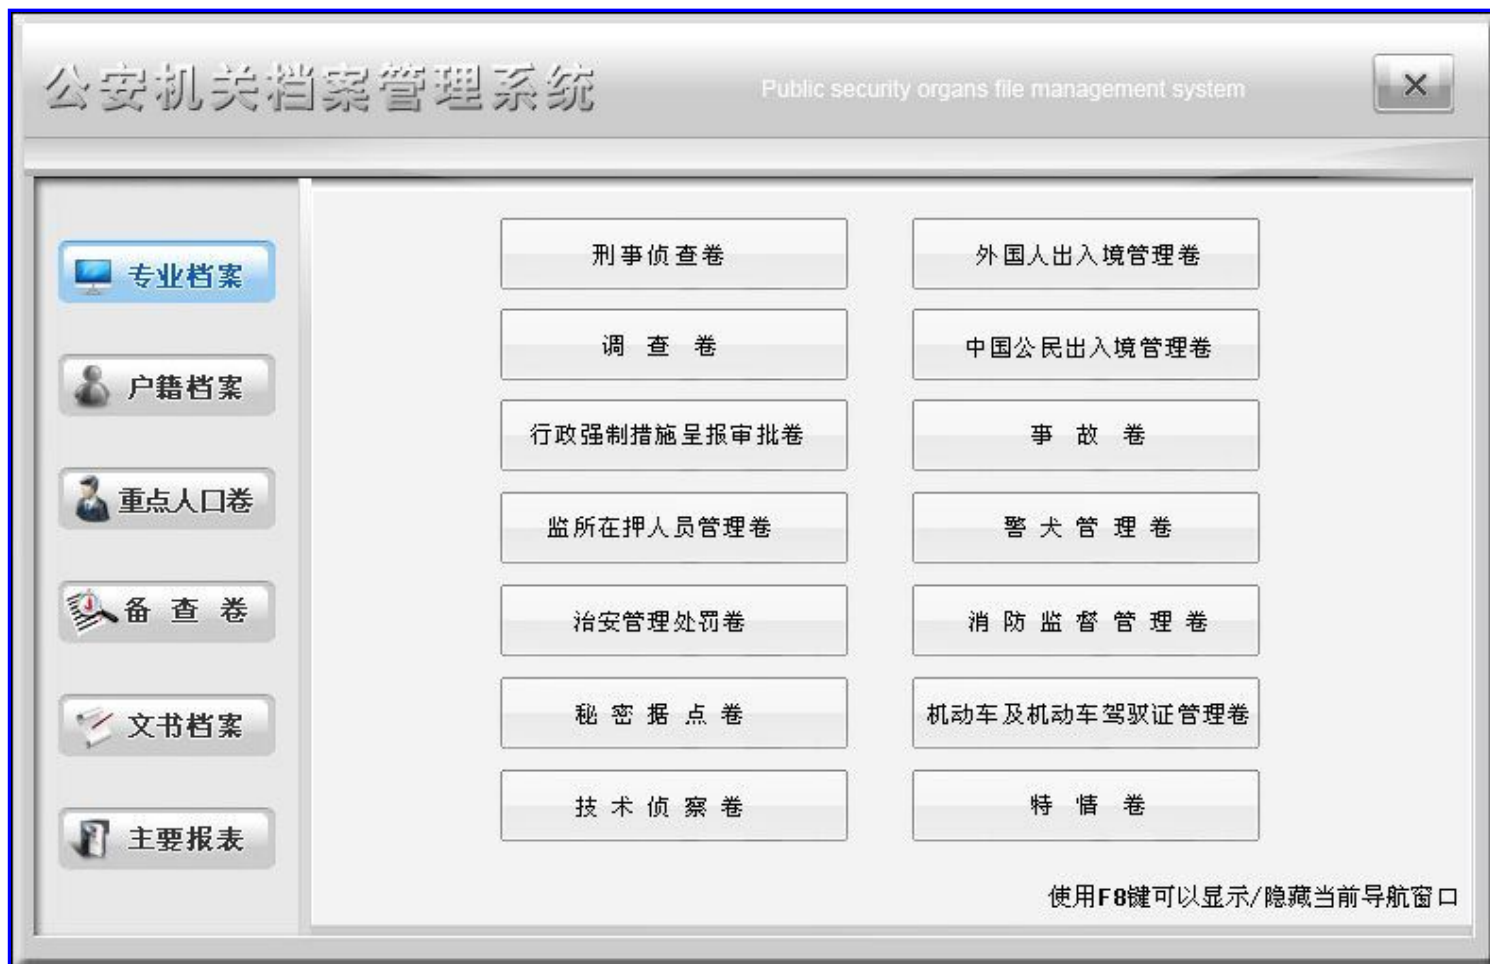 公安机关档案管理系统
Public security organs file management system
专业档案
户籍档案
重点人口卷
备 查 卷
文书档案
主要报表
刑事侦查卷
外国人出入境管理卷
调 查 卷
中国公民出入境管理卷
行政强制措施呈报审批卷
事 故 卷
监所在押人员管理卷
警 犬 管 理 卷
治安管理处罚卷
消 防 监 督 管 理 卷
秘 密 据 点 卷
机动车及机动车驾驭证管理卷
技 术 侦 察 卷
特 情 卷
使用F8键可以显示/隐藏当前导航窗口